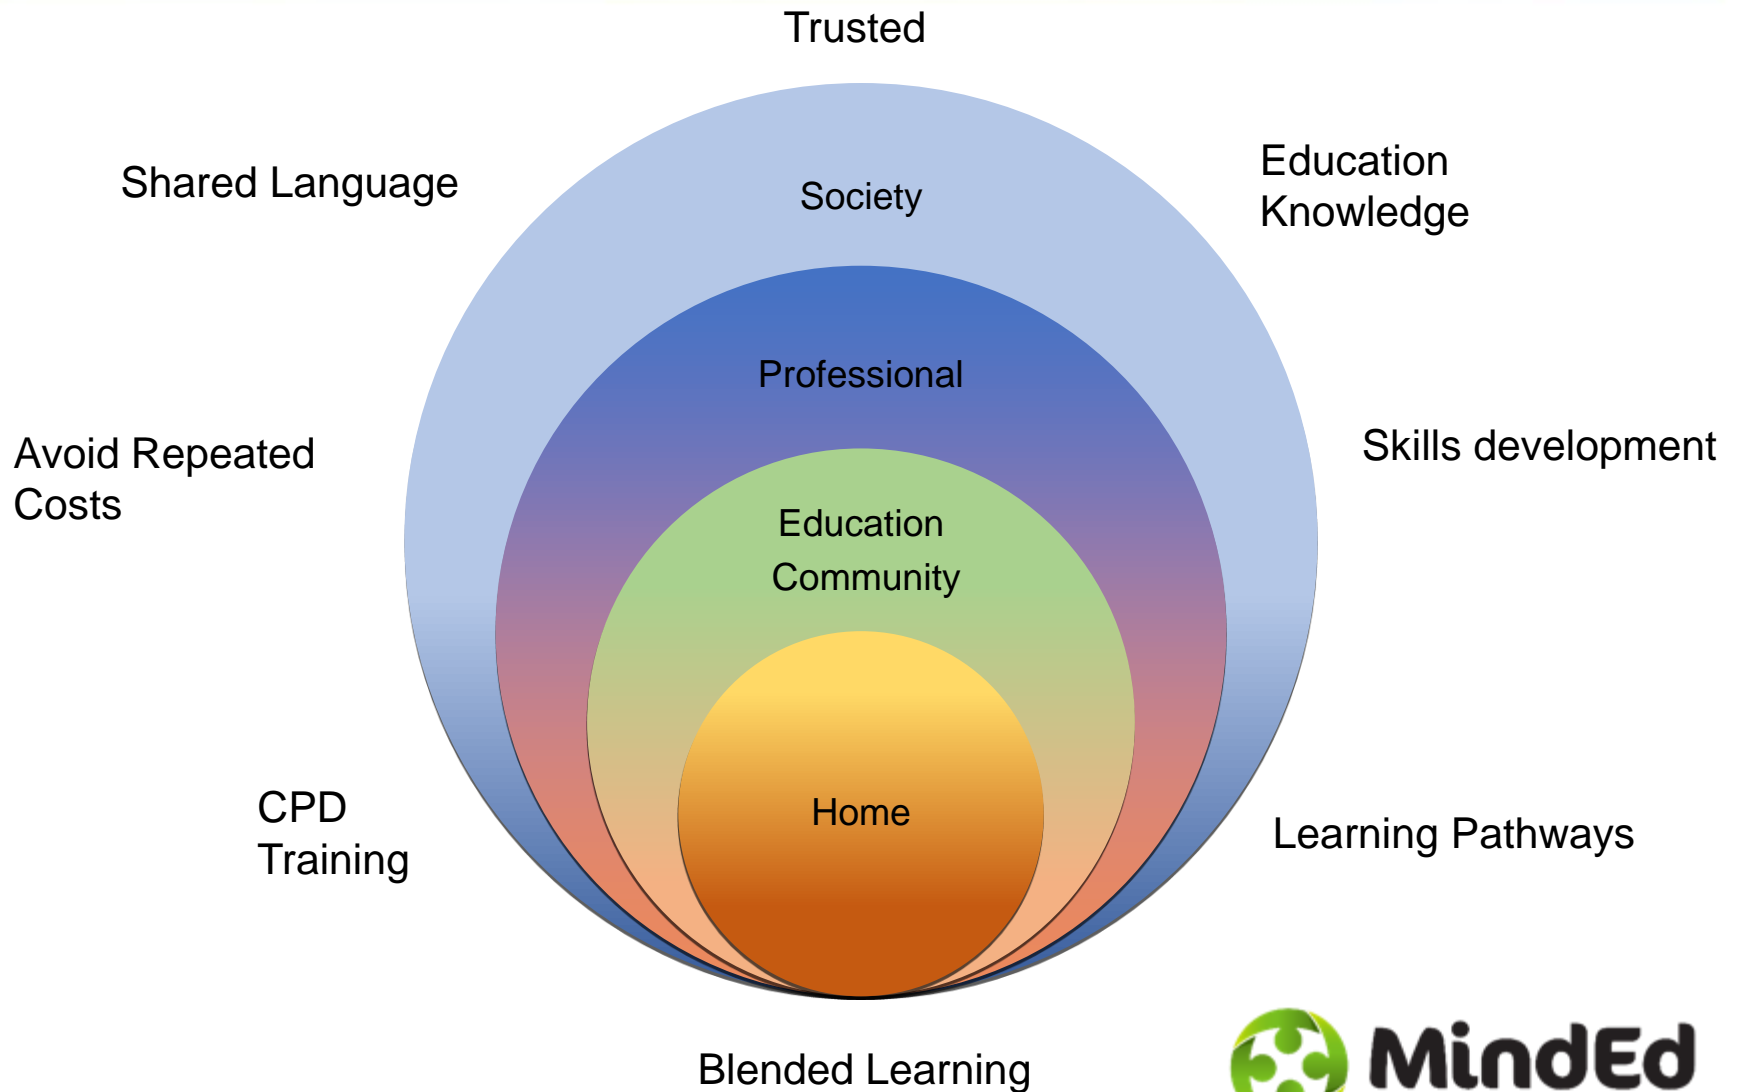 Trusted
Shared Language
Education
Knowledge
Society
Professional
Avoid Repeated
Costs
Skills development
Education
Community
CPD
Training
Home
Learning Pathways
Blended Learning
MindEd